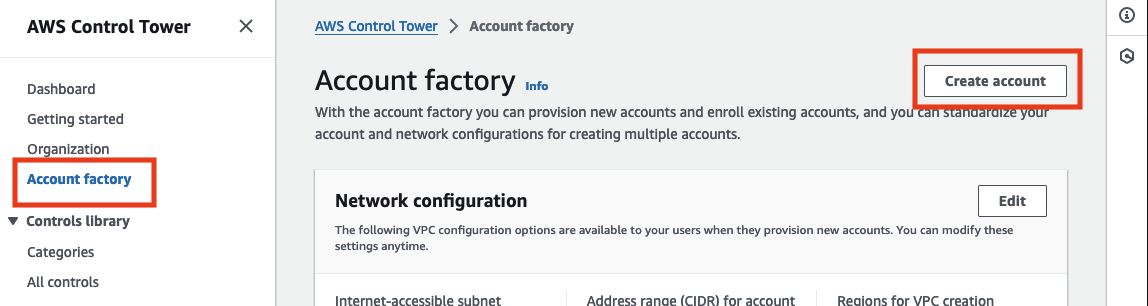 AWS Control Tower
Dashboard
Getting started
Organization
Account factory
Controls library
Categories
All controls
AWS Control Tower > Account factory
Account factory Info
Create account
With the account factory you can provision new accounts and enroll existing accounts, and you can standardize your
account and network configurations for creating multiple accounts.
Network configuration
Edit
The following VPC configuration options are available to your users when they provision new accounts. You can modify these
settings anytime.
Internet-accessible subnet
Address range (CIDR) for account
Regions for VPC creation